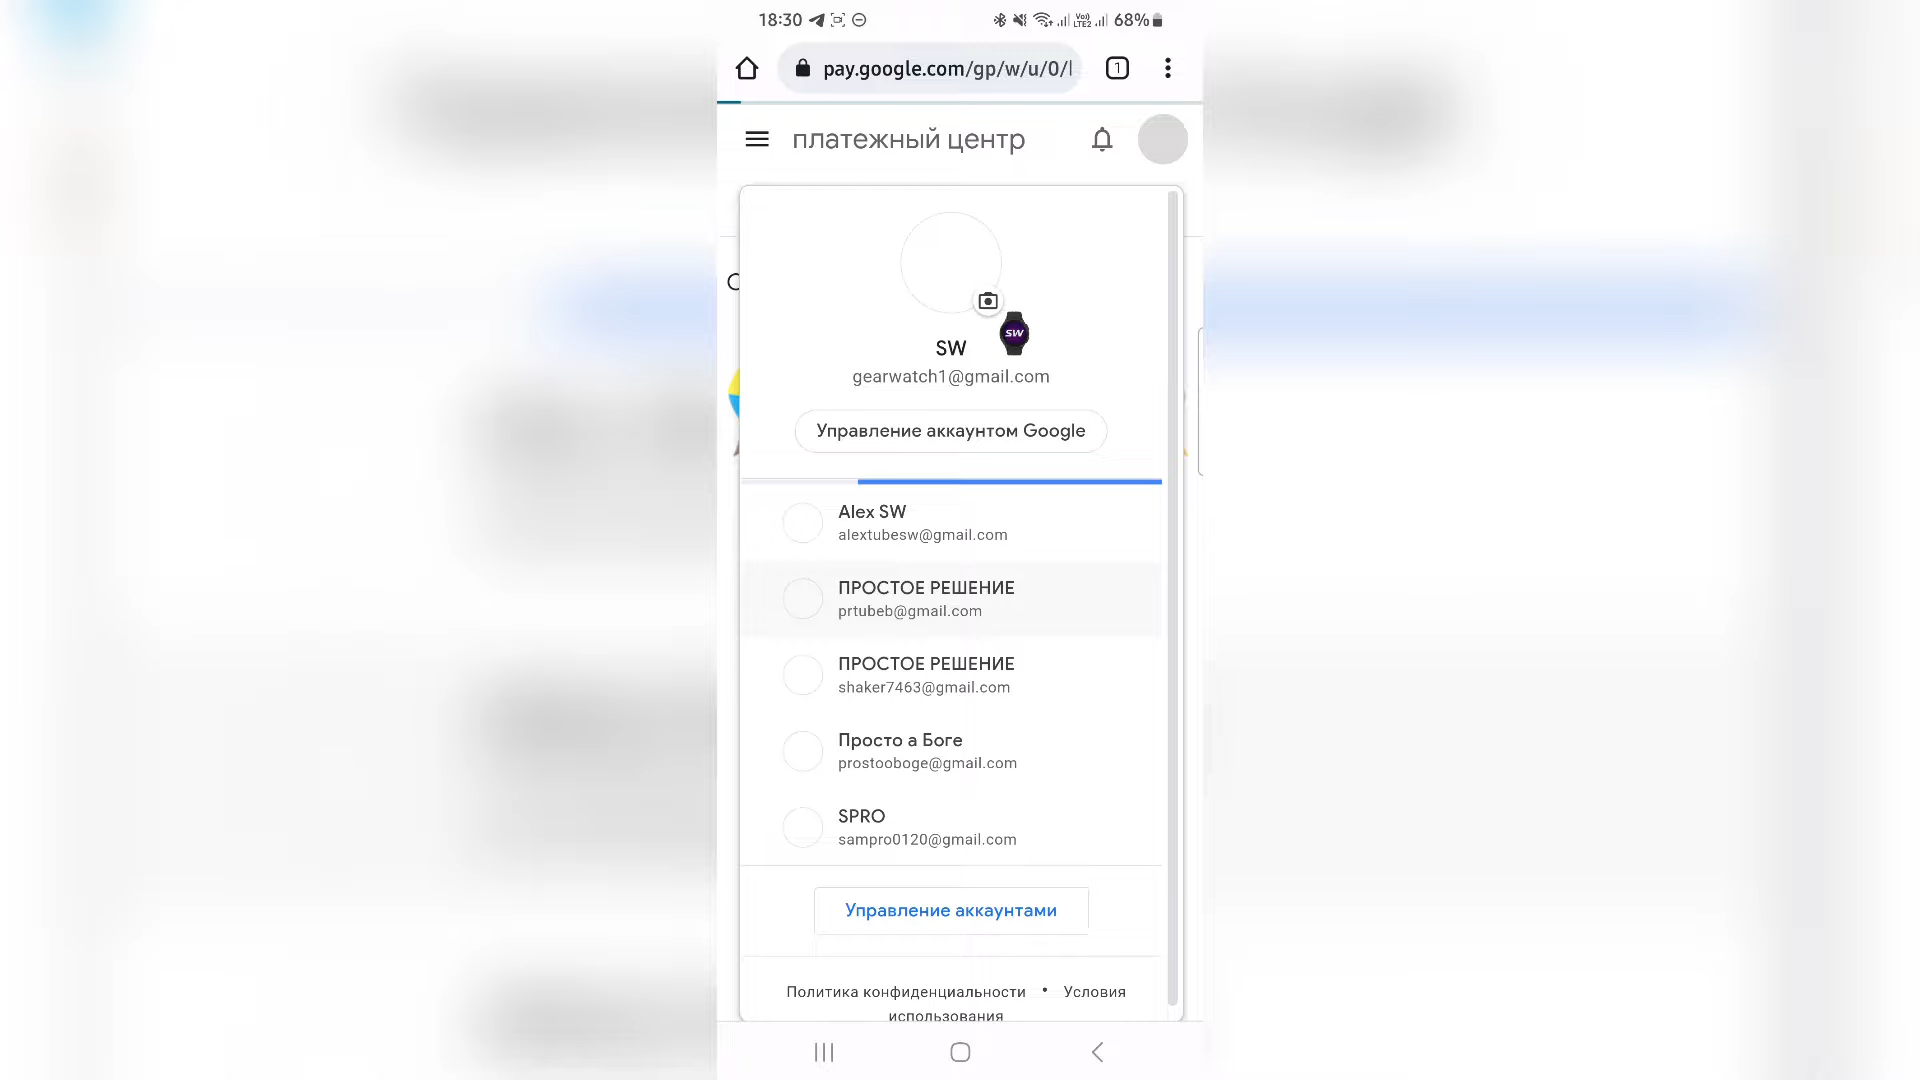 18:30
Vo)) LTE2 68%
pay.google.com/gp/w/u/0/
1
платежный центр
SW
SW
gearwatch1@gmail.com
Управление аккаунтом Google
Alex SW
alextubesw@gmail.com
ПРОСТОЕ РЕШЕНИЕ
prtubeb@gmail.com
ПРОСТОЕ РЕШЕНИЕ
shaker7463@gmail.com
Просто а Боге
prostooboge@gmail.com
SPRO
sampro0120@gmail.com
Управление аккаунтами
Политика конфиденциальности • Условия
использования